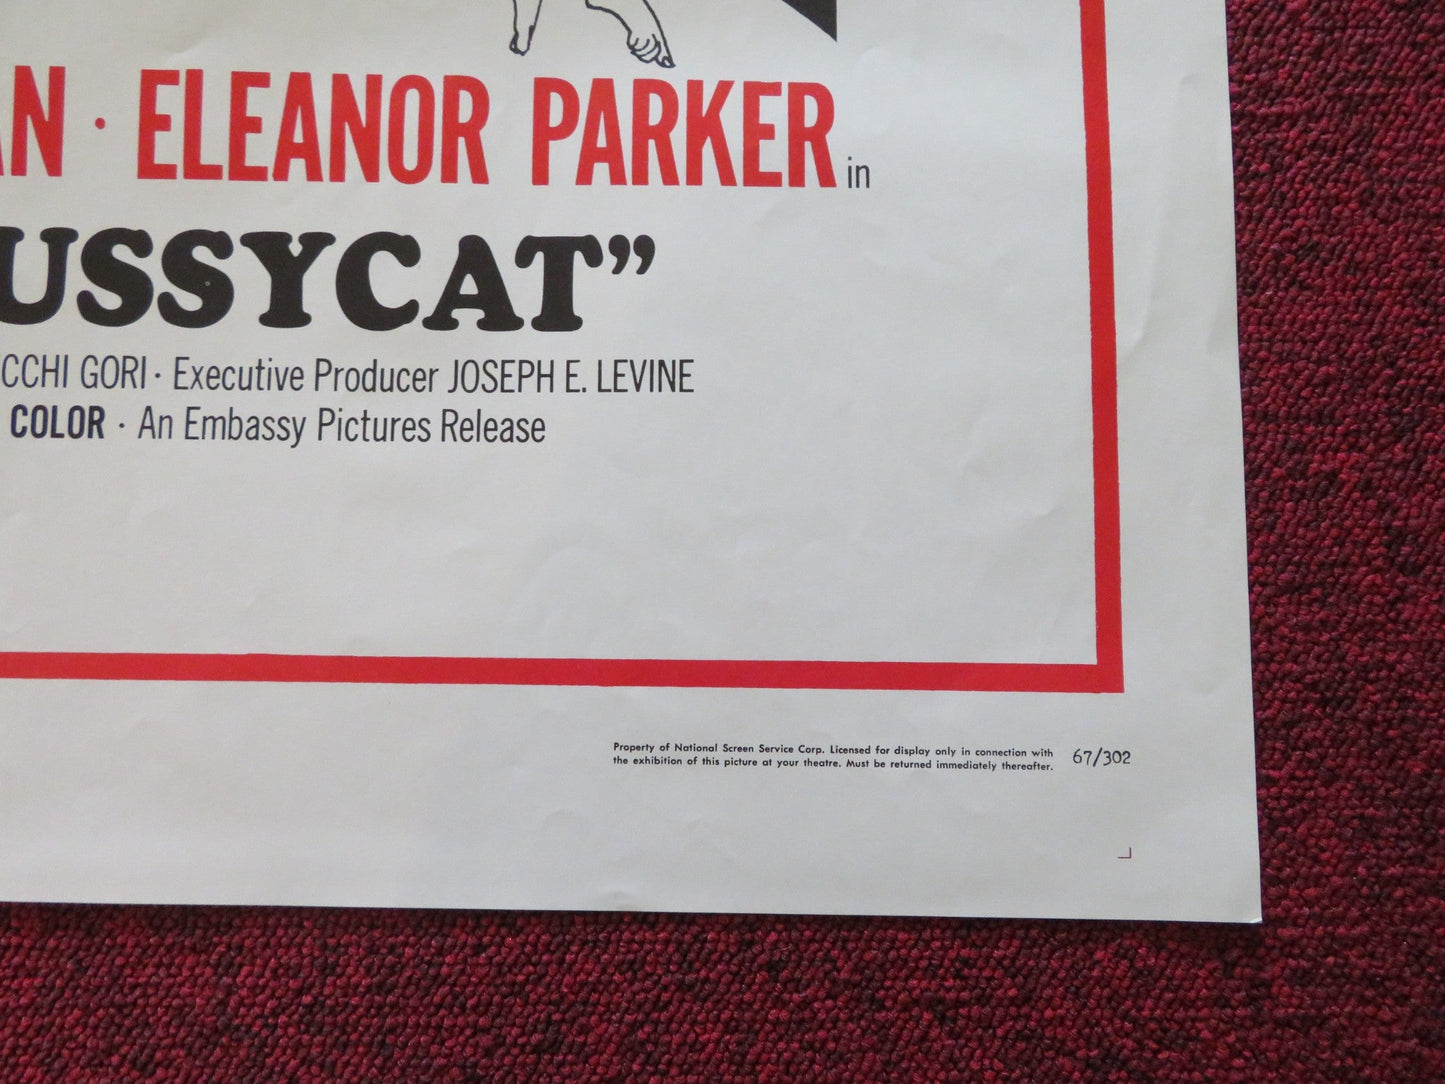 AN · ELEANOR PARKER in
USSYCAT”
CCHI GORI · Executive Producer JOSEPH E. LEVINE
COLOR · An Embassy Pictures Release
Property of National Screen Service Corp. Licensed for display only in connection with
the exhibition of this picture at your theatre. Must be returned immediately thereafter.
67/302